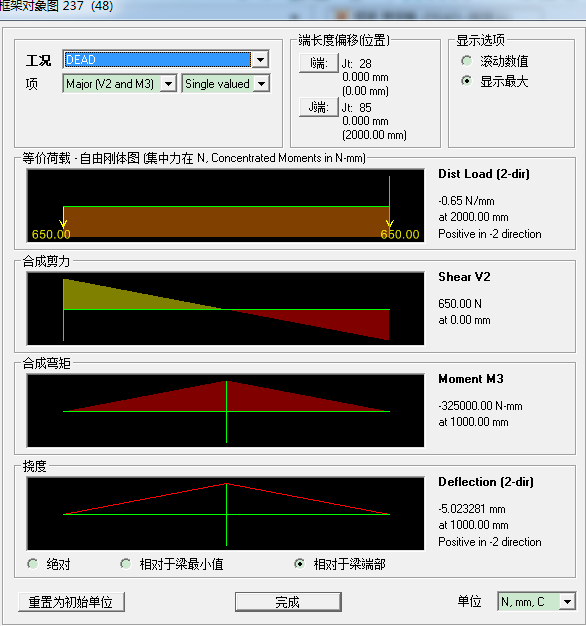 框架对象图 237 (48)
工况
DEAD
项
Major (V2 and M3)
Single valued
端长度偏移(位置)
I端:
Jt: 28
0.000 mm
(0.00 mm)
J端:
Jt: 85
0.000 mm
(2000.00 mm)
显示选项
滚动数值
显示最大
等价荷载 - 自由刚体图 (集中力在 N, Concentrated Moments in N-mm)
650.00
650.00
Dist Load (2-dir)
-0.65 N/mm
at 2000.00 mm
Positive in -2 direction
合成剪力
Shear V2
650.00 N
at 0.00 mm
合成弯矩
Moment M3
-325000.00 N-mm
at 1000.00 mm
挠度
Deflection (2-dir)
-5.023281 mm
at 1000.00 mm
Positive in -2 direction
绝对
相对于梁最小值
相对于梁端部
重置为初始单位
完成
单位
N, mm, C